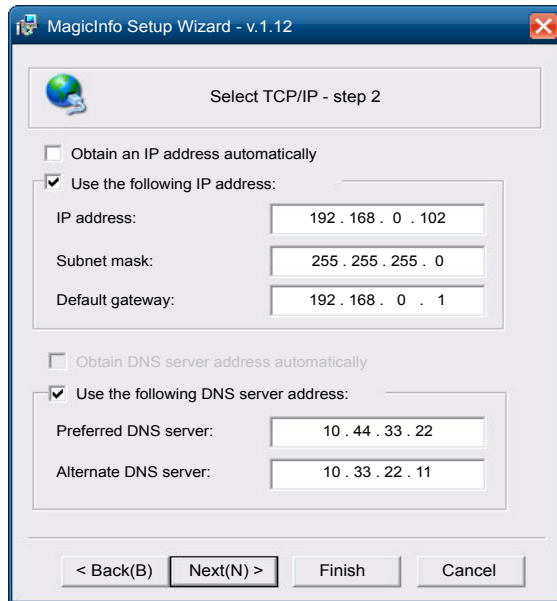 MagicInfo Setup Wizard - v.1.12
Select TCP/IP - step 2
Obtain an IP address automatically
Use the following IP address:
IP address: 192 . 168 . 0 . 102
Subnet mask: 255 . 255 . 255 . 0
Default gateway: 192 . 168 . 0 . 1
Obtain DNS server address automatically
Use the following DNS server address:
Preferred DNS server: 10 . 44 . 33 . 22
Alternate DNS server: 10 . 33 . 22 . 11
< Back(B) Next(N) > Finish Cancel